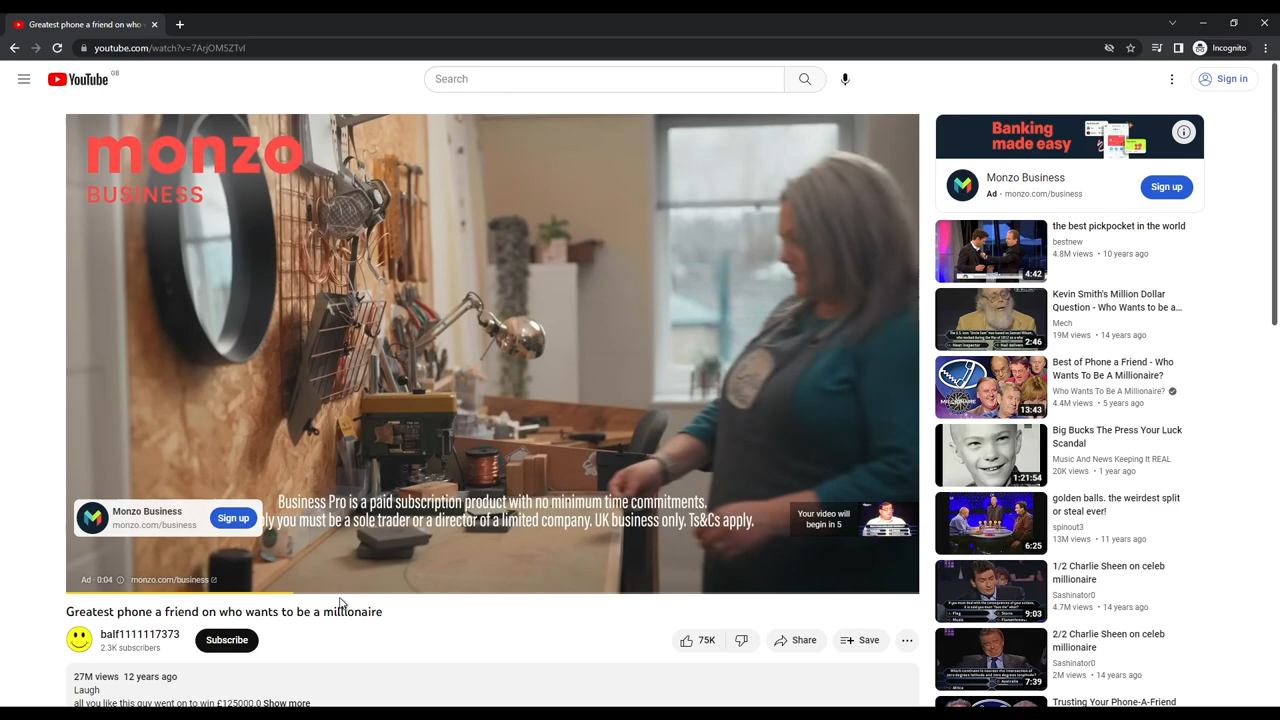 Greatest phone a friend on who
youtube.com/watch?v=7ArjOM5ZTvI
Incognito
YouTube GB
Search
Sign in
monzo
BUSINESS
Business Pro is a paid subscription product with no minimum time commitments.
ply you must be a sole trader or a director of a limited company. UK business only. Ts&Cs apply.
Monzo Business
monzo.com/business
Sign up
Your video will
begin in 5
Ad · 0:04
monzo.com/business
Greatest phone a friend on who wants to be a millionaire
balf1111117373
2.3K subscribers
Subscribe
75K
Share
Save
27M views 12 years ago
Laugh
all you like this guy went on to win £125000 Show more
Banking
made easy
Monzo Business
Ad · monzo.com/business
Sign up
the best pickpocket in the world
bestnew
4.8M views • 10 years ago
4:42
Kevin Smith's Million Dollar
Question - Who Wants to be a...
Mech
19M views • 14 years ago
2:46
Best of Phone a Friend - Who
Wants To Be A Millionaire?
Who Wants To Be A Millionaire?
4.4M views • 5 years ago
MILLIONAIRE
13:43
Big Bucks The Press Your Luck
Scandal
Music And News Keeping It REAL
20K views • 1 year ago
1:21:54
golden balls. the weirdest split
or steal ever!
spinout3
13M views • 11 years ago
6:25
1/2 Charlie Sheen on celeb
millionaire
Sashinator0
4.7M views • 14 years ago
9:03
2/2 Charlie Sheen on celeb
millionaire
Sashinator0
2M views • 14 years ago
7:39
Trusting Your Phone-A-Friend